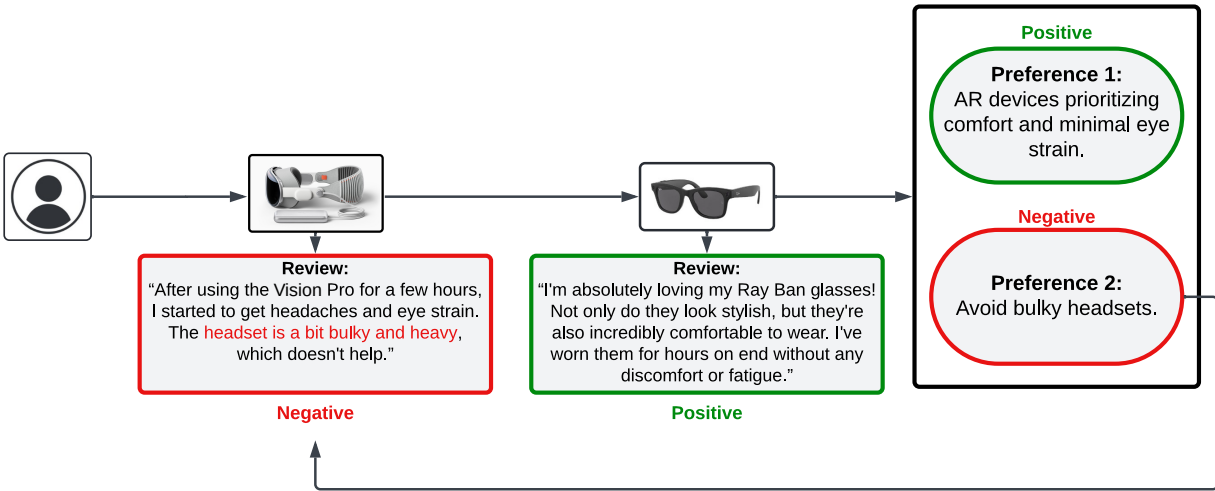 Review:
“After using the Vision Pro for a few hours,
I started to get headaches and eye strain.
The headset is a bit bulky and heavy,
which doesn't help.”
Negative
Review:
“I'm absolutely loving my Ray Ban glasses!
Not only do they look stylish, but they're
also incredibly comfortable to wear. I've
worn them for hours on end without any
discomfort or fatigue.”
Positive
Positive
Preference 1:
AR devices prioritizing
comfort and minimal eye
strain.
Negative
Preference 2:
Avoid bulky headsets.